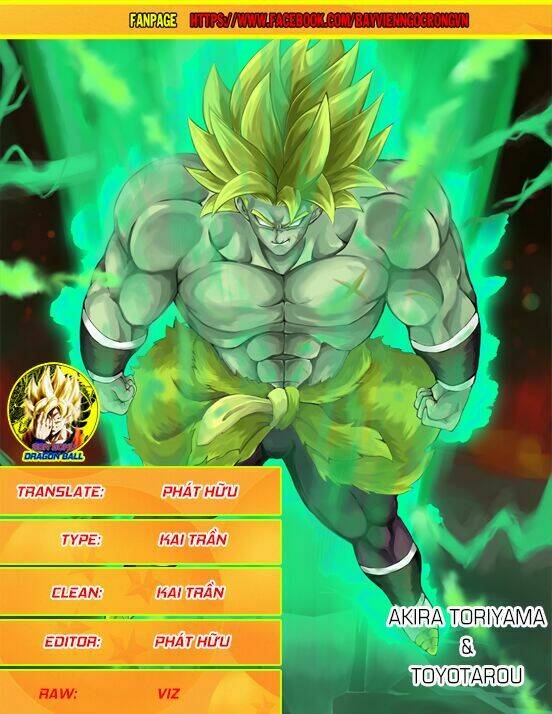 FANPAGE HTTPS://WWW.FACEBOOK.COM/BAYVIENNGOCRONGVN
DRAGON BALL
TRANSLATE: PHÁT HỮU
TYPE: KAI TRẦN
CLEAN: KAI TRẦN
EDITOR: PHÁT HỮU
RAW: VIZ
AKIRA TORIYAMA
&
TOYOTAROU